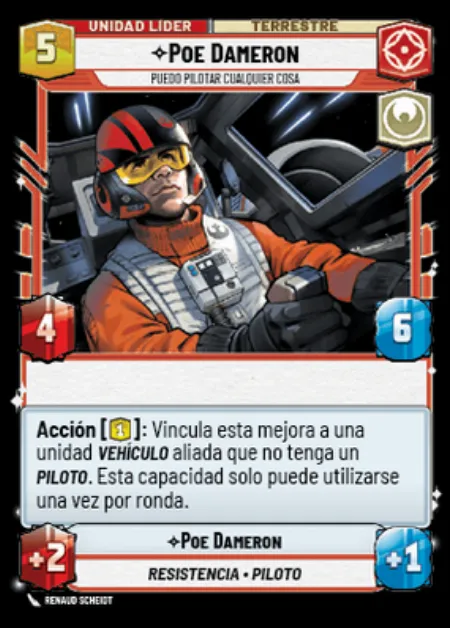 UNIDAD LÍDER
TERRESTRE
5
✧POE DAMERON
PUEDO PILOTAR CUALQUIER COSA
4
6
Acción [1]: Vincula esta mejora a una
unidad VEHÍCULO aliada que no tenga un
PILOTO. Esta capacidad solo puede utilizarse
una vez por ronda.
+2
✧POE DAMERON
+1
RESISTENCIA • PILOTO
RENAUD SCHEIDT